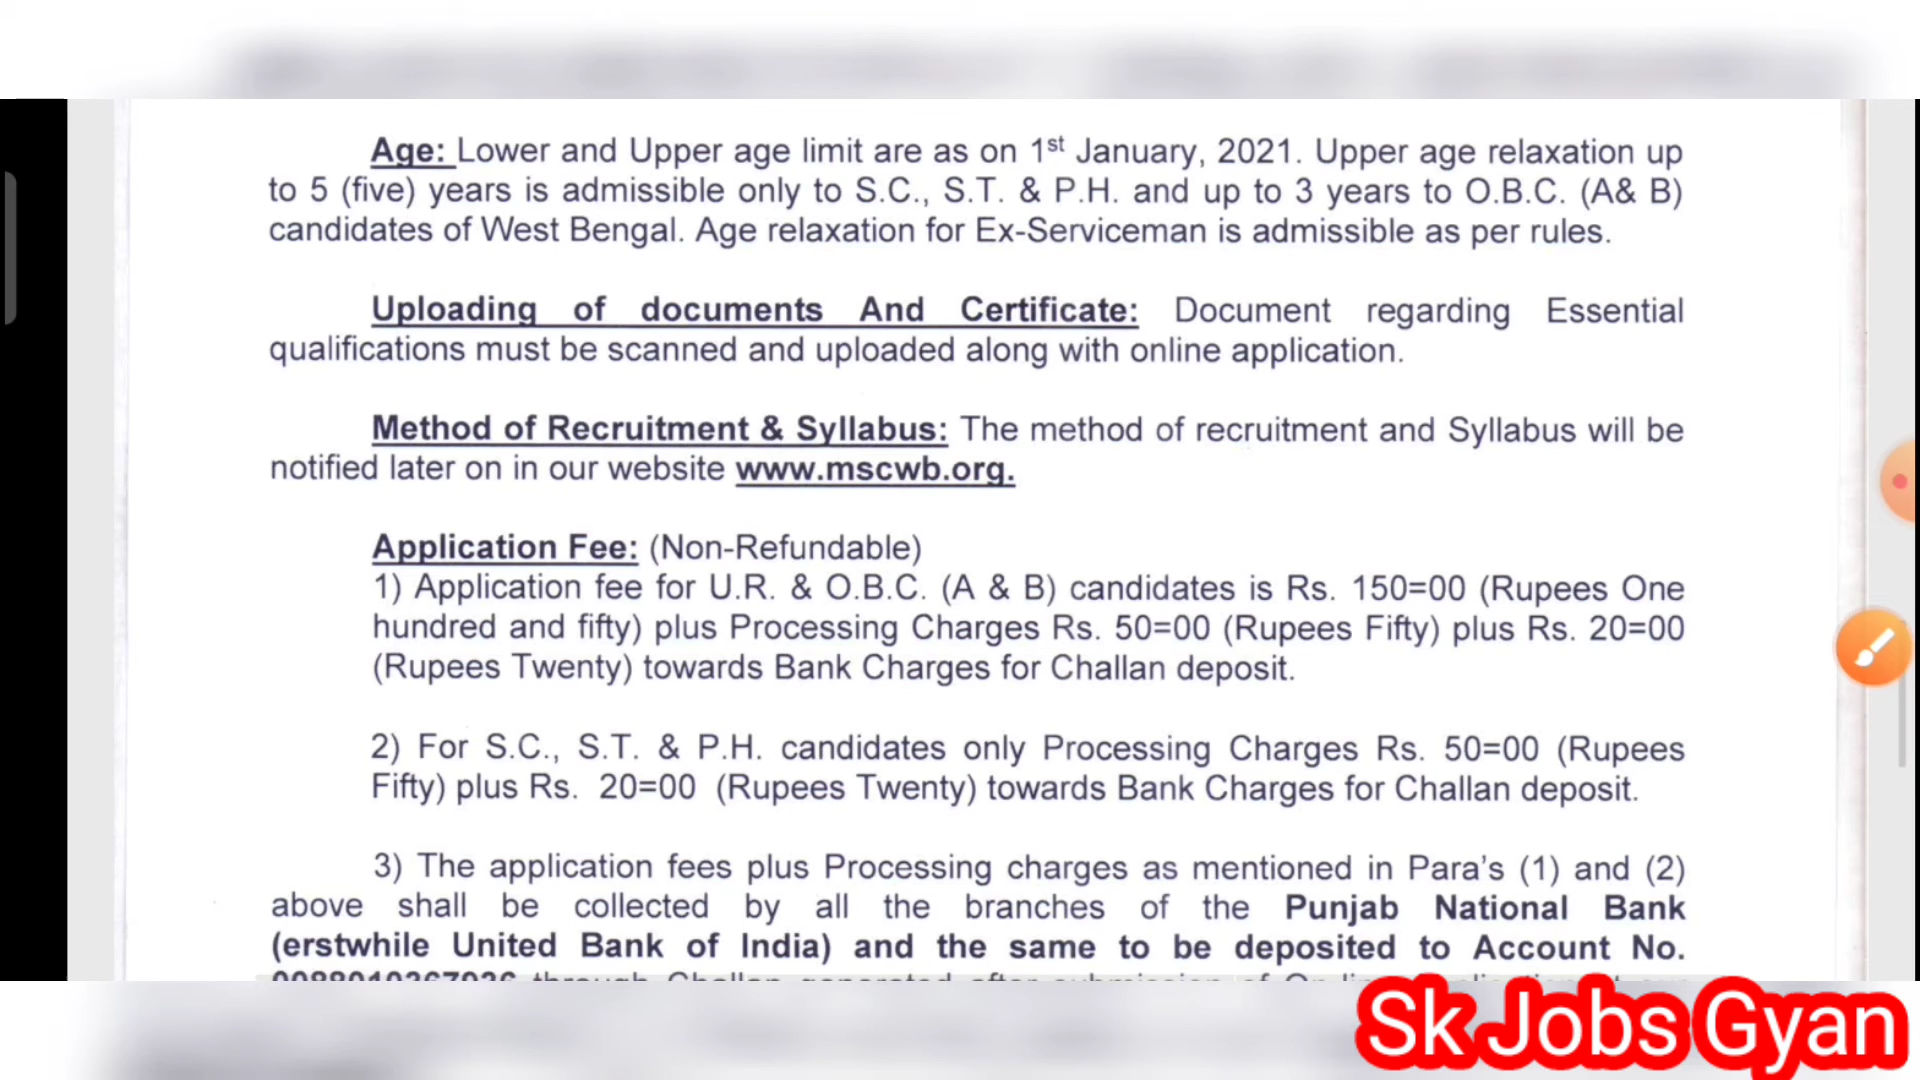 Age: Lower and Upper age limit are as on 1st January, 2021. Upper age relaxation up
to 5 (five) years is admissible only to S.C., S.T. & P.H. and up to 3 years to O.B.C. (A& B)
candidates of West Bengal. Age relaxation for Ex-Serviceman is admissible as per rules.
Uploading of documents And Certificate: Document regarding Essential
qualifications must be scanned and uploaded along with online application.
Method of Recruitment & Syllabus: The method of recruitment and Syllabus will be
notified later on in our website www.mscwb.org.
Application Fee: (Non-Refundable)
1) Application fee for U.R. & O.B.C. (A & B) candidates is Rs. 150=00 (Rupees One
hundred and fifty) plus Processing Charges Rs. 50=00 (Rupees Fifty) plus Rs. 20=00
(Rupees Twenty) towards Bank Charges for Challan deposit.
2) For S.C., S.T. & P.H. candidates only Processing Charges Rs. 50=00 (Rupees
Fifty) plus Rs. 20=00 (Rupees Twenty) towards Bank Charges for Challan deposit.
3) The application fees plus Processing charges as mentioned in Para's (1) and (2)
above shall be collected by all the branches of the Punjab National Bank
(erstwhile United Bank of India) and the same to be deposited to Account No.
through Challan generated after submission of
Sk Jobs Gyan